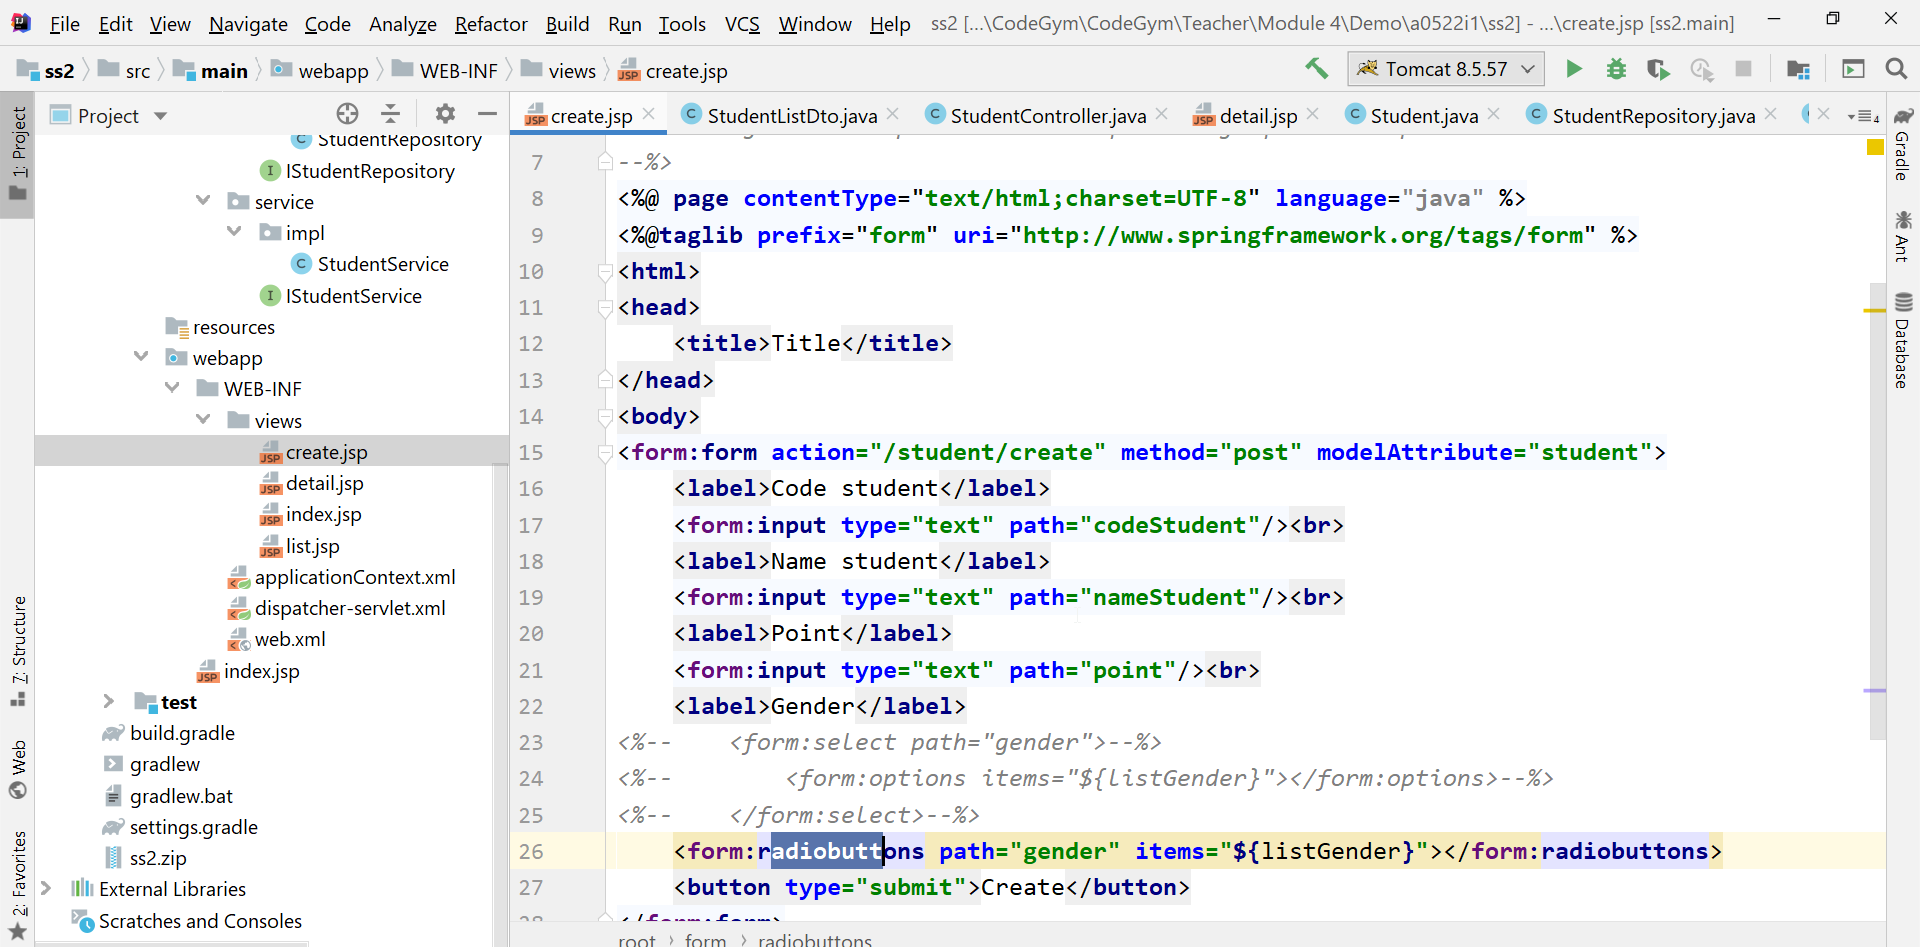 File Edit View Navigate Code Analyze Refactor Build Run Tools VCS Window Help ss2 [...\CodeGym\CodeGym\Teacher\Module 4\Demo\a0522i1\ss2] - ...\create.jsp [ss2.main]
ss2 src main webapp WEB-INF views create.jsp Tomcat 8.5.57
Project
create.jsp StudentListDto.java StudentController.java detail.jsp Student.java StudentRepository.java 4
1: Project
7: Structure
Web
2: Favorites
StudentRepository
IStudentRepository
service
impl
StudentService
IStudentService
resources
webapp
WEB-INF
views
create.jsp
detail.jsp
index.jsp
list.jsp
applicationContext.xml
dispatcher-servlet.xml
web.xml
index.jsp
test
build.gradle
gradlew
gradlew.bat
settings.gradle
ss2.zip
External Libraries
Scratches and Consoles
7 --%>
8 <%@ page contentType="text/html;charset=UTF-8" language="java" %>
9 <%@taglib prefix="form" uri="http://www.springframework.org/tags/form" %>
10 <html>
11 <head>
12 <title>Title</title>
13 </head>
14 <body>
15 <form:form action="/student/create" method="post" modelAttribute="student">
16 <label>Code student</label>
17 <form:input type="text" path="codeStudent"/><br>
18 <label>Name student</label>
19 <form:input type="text" path="nameStudent"/><br>
20 <label>Point</label>
21 <form:input type="text" path="point"/><br>
22 <label>Gender</label>
23 <%-- <form:select path="gender">--%>
24 <%-- <form:options items="${listGender}"></form:options>--%>
25 <%-- </form:select>--%>
26 <form:radiobuttons path="gender" items="${listGender}"></form:radiobuttons>
27 <button type="submit">Create</button>
28 </form:form>
root form radiobuttons
Gradle
Ant
Database